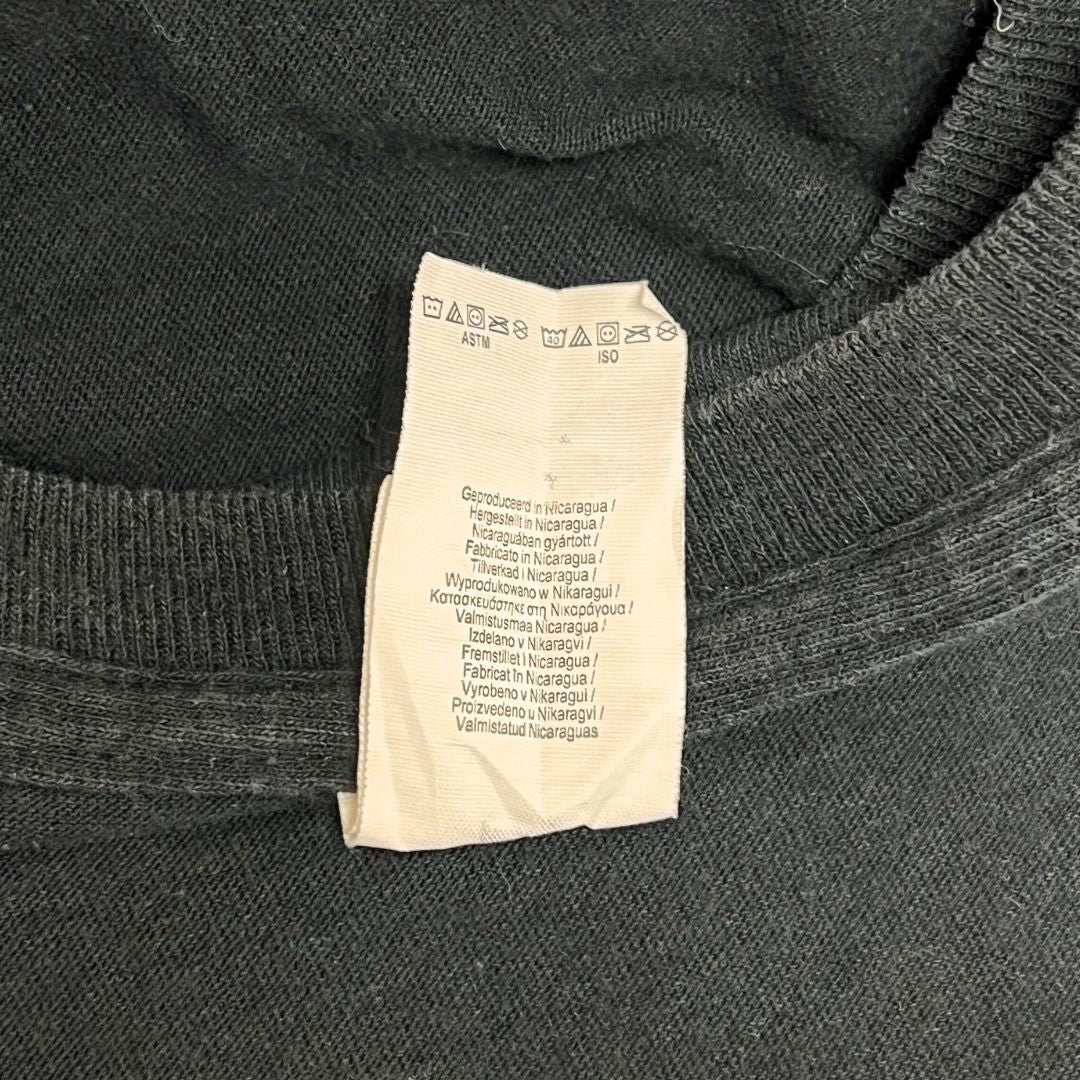 40
ASTM
ISO
Geproduceerd in Nicaragua /
Hergestellt in Nicaragua /
Nicaraguában gyártott /
Fabbricato in Nicaragua /
Tillverkad i Nicaragua /
Wyprodukowano w Nikaragui /
Κατασκευάστηκε στη Νικαράγουα /
Valmistusmaa Nicaragua /
Izdelano v Nikaragvi /
Fremstillet i Nicaragua /
Fabricat în Nicaragua /
Vyrobeno v Nikaragui /
Proizvedeno u Nikaragvi /
Valmistatud Nicaraguas